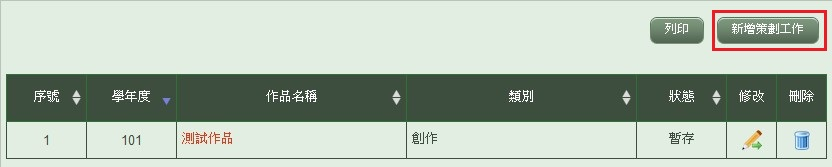 列印 新增策劃工作
序號 學年度 作品名稱 類別 狀態 修改 刪除
1 101 測試作品 創作 暫存